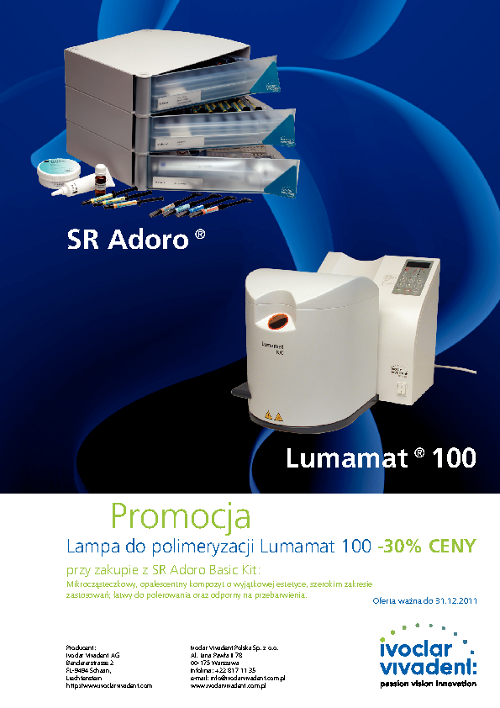 SR Adoro ®
Lumamat 100
Lumamat ® 100
Promocja
Lampa do polimeryzacji Lumamat 100 -30% CENY
przy zakupie z SR Adoro Basic Kit:
Mikrocząsteczkowy, opalescentny kompozyt o wyjątkowej estetyce, szerokim zakresie
zastosowań; łatwy do polerowania oraz odporny na przebarwienia.
Oferta ważna do 31.12.2011
Producent:
Ivoclar Vivadent AG
Bendererstrasse 2
FL-9494 Schaan,
Liechtenstein
http://www.ivoclarvivadent.com
Ivoclar Vivadent Polska Sp. z o.o.
Al. Jana Pawła II 78
00-175 Warszawa
Infolinia: +22 817 11 35
e-mail: info@ivoclarvivadent.com.pl
www.ivoclarvivadent.com.pl
ivoclar
vivadent:
passion vision innovation